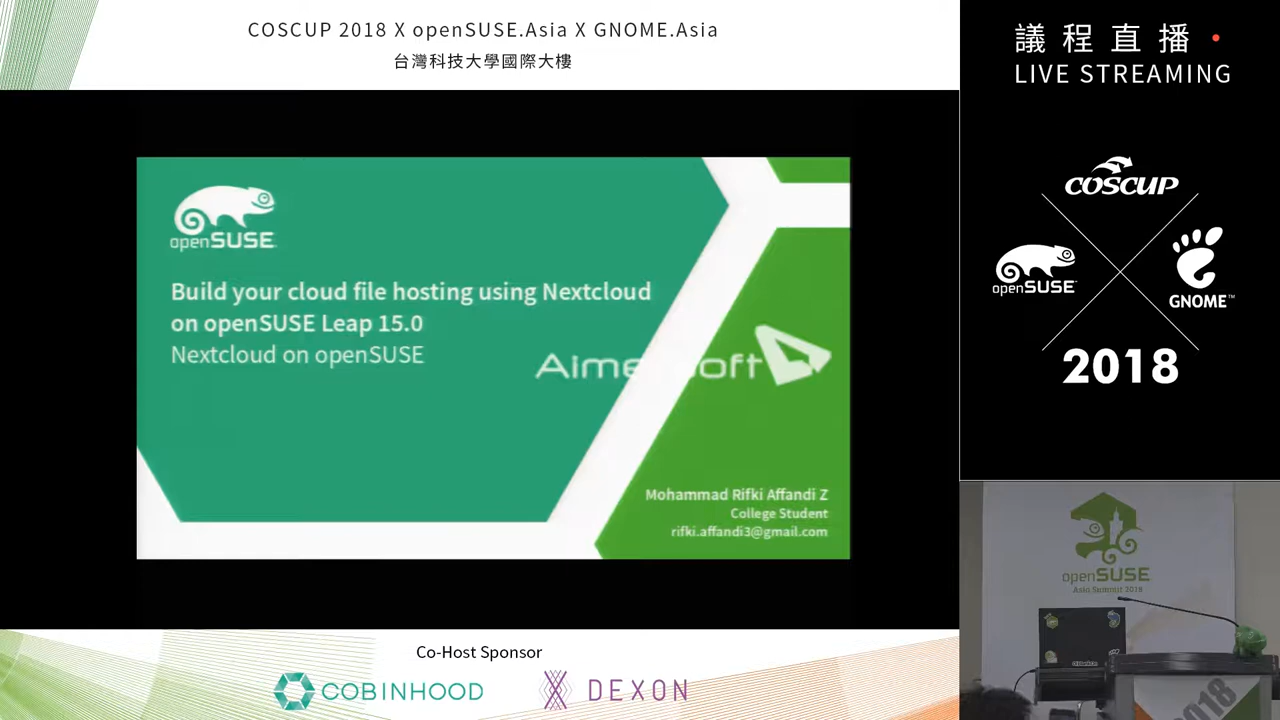 COSCUP 2018 X openSUSE.Asia X GNOME.Asia
台灣科技大學國際大樓
議程直播
LIVE STREAMING
COSCUP
openSUSE
GNOME™
2018
openSUSE
Build your cloud file hosting using Nextcloud
on openSUSE Leap 15.0
Nextcloud on openSUSE
Mohammad Rifki Affandi Z
College Student
rifki.affandi3@gmail.com
openSUSE
Asia Summit 2018
2018
Co-Host Sponsor
COBINHOOD
DEXON